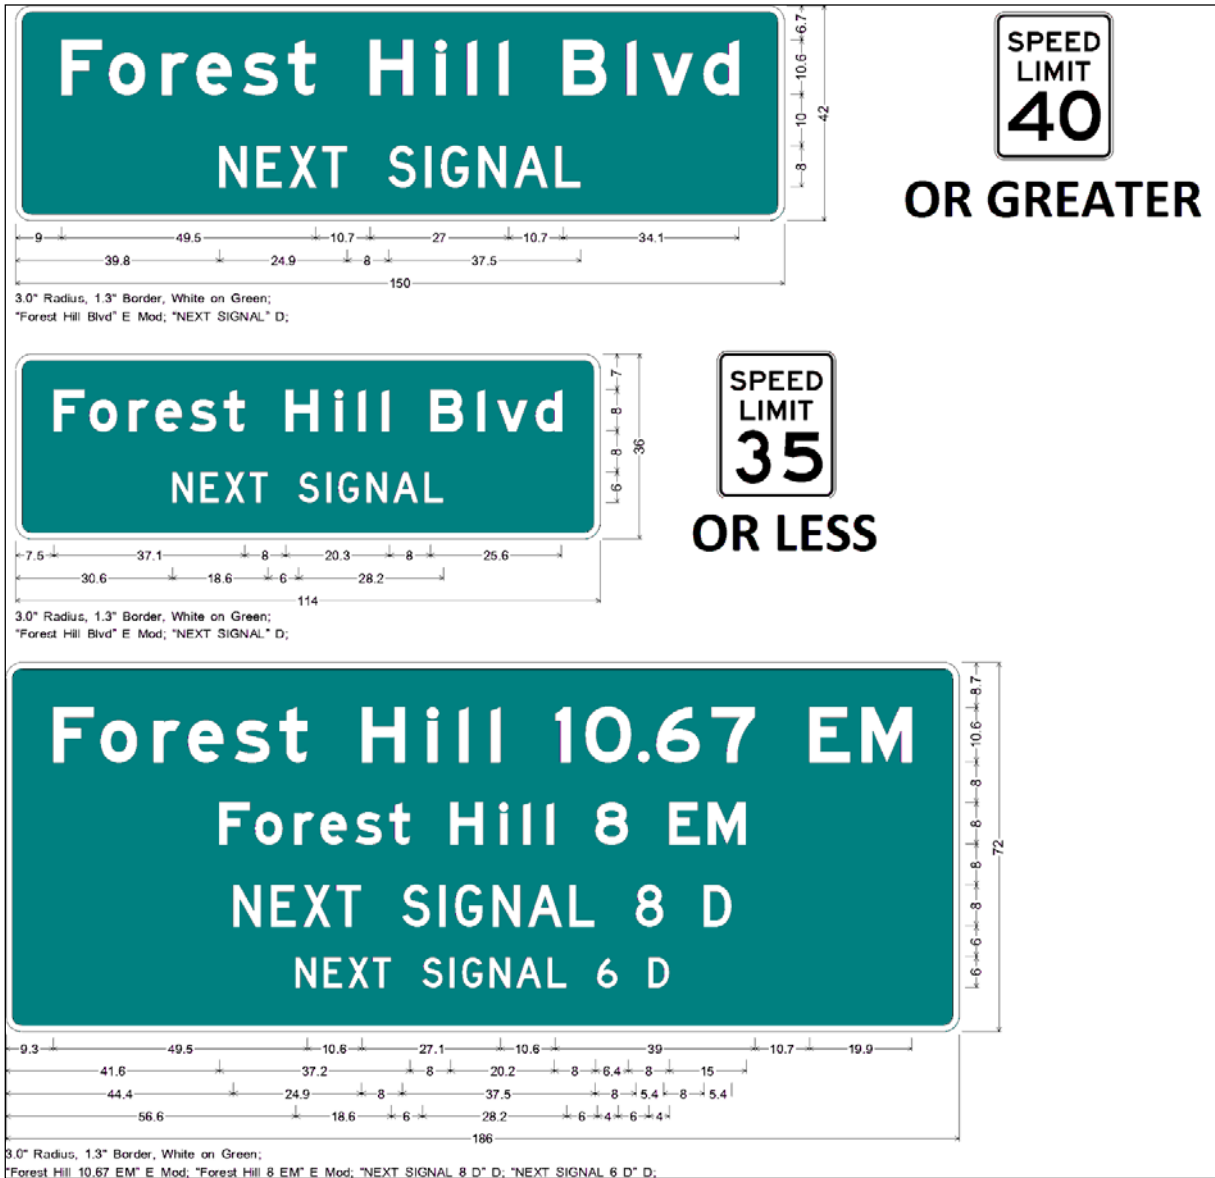 Forest Hill Blvd
NEXT SIGNAL
6.7
10.6
10
8
42
9 49.5 10.7 27 10.7 34.1
39.8 24.9 8 37.5
150
3.0" Radius, 1.3" Border, White on Green;
"Forest Hill Blvd" E Mod; "NEXT SIGNAL" D;
SPEED
LIMIT
40
OR GREATER
Forest Hill Blvd
NEXT SIGNAL
7
8
8
6
36
7.5 37.1 8 20.3 8 25.6
30.6 18.6 6 28.2
114
3.0" Radius, 1.3" Border, White on Green;
"Forest Hill Blvd" E Mod; "NEXT SIGNAL" D;
SPEED
LIMIT
35
OR LESS
Forest Hill 10.67 EM
Forest Hill 8 EM
NEXT SIGNAL 8 D
NEXT SIGNAL 6 D
8.7
10.6
8
8
8
8
6
6
72
9.3 49.5 10.6 27.1 10.6 39 10.7 19.9
41.6 37.2 8 20.2 8 6.4 8 15
44.4 24.9 8 37.5 8 5.4 8 5.4
56.6 18.6 6 28.2 6 4 6 4
186
3.0" Radius, 1.3" Border, White on Green;
"Forest Hill 10.67 EM" E Mod; "Forest Hill 8 EM" E Mod; "NEXT SIGNAL 8 D" D; "NEXT SIGNAL 6 D" D;